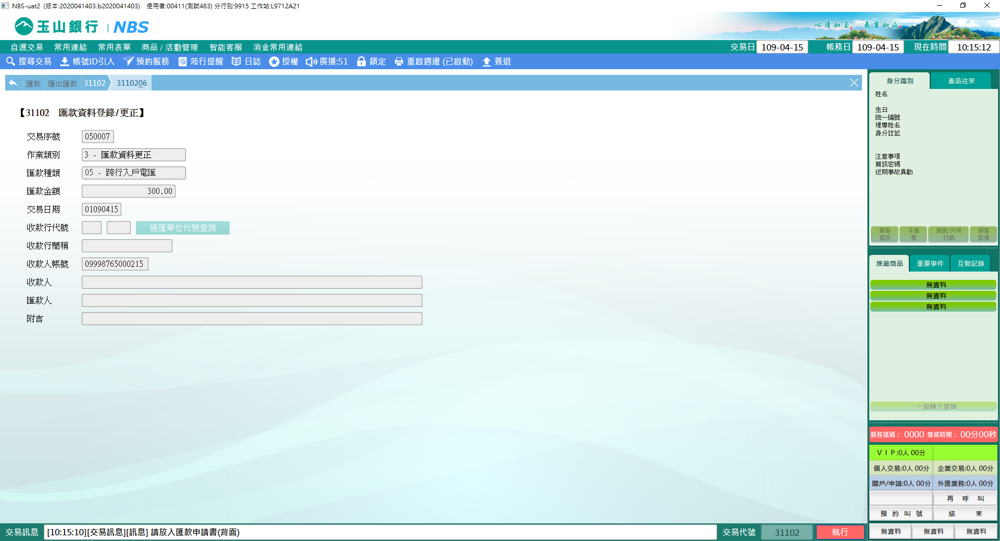 NBS-uat2 (版本:2020041403.b2020041403) 使用者:00411(測試483) 分行別:9915 工作站:L9712A21
玉山銀行 | NBS
心清如玉 義重如山
自選交易 常用連結 常用表單 商品 / 活動管理 智能客服 消金常用連結 交易日 109-04-15 帳務日 109-04-15 現在時間 10:15:12
搜尋交易 帳號ID引入 預約服務 蒞行提醒 日誌 授權 廣播:51 鎖定 重啟週邊 (已啟動) 簽退
匯款 匯出匯款 31102 3110206
【31102 匯款資料登錄/更正】
交易序號 050007
作業類別 3 - 匯款資料更正
匯款種類 05 - 跨行入戶電匯
匯款金額 300.00
交易日期 01090415
收款行代號 通匯單位代號查詢
收款行簡稱
收款人帳號 09998765000215
收款人
匯款人
附言
身分識別 產品往來
姓名
生日
統一編號
理專姓名
身分註記
注意事項
簡訊密碼
近期事故異動
顧客資訊 手續費 通路/共同行銷 顧客影像
推薦商品 重要事件 互動記錄
無資料
無資料
無資料
一般轉介登錄
服務號碼： 0000 等候時間： 00分00秒
ＶＩＰ:0人 00分
個人交易:0人 00分 企業交易:0人 00分
開戶/申請:0人 00分 外匯業務:0人 00分
再 呼 叫
預 約 叫 號 結 束
無資料 無資料 無資料
交易訊息 [10:15:10][交易訊息][訊息] 請放入匯款申請書(背面) 交易代號 31102 執行